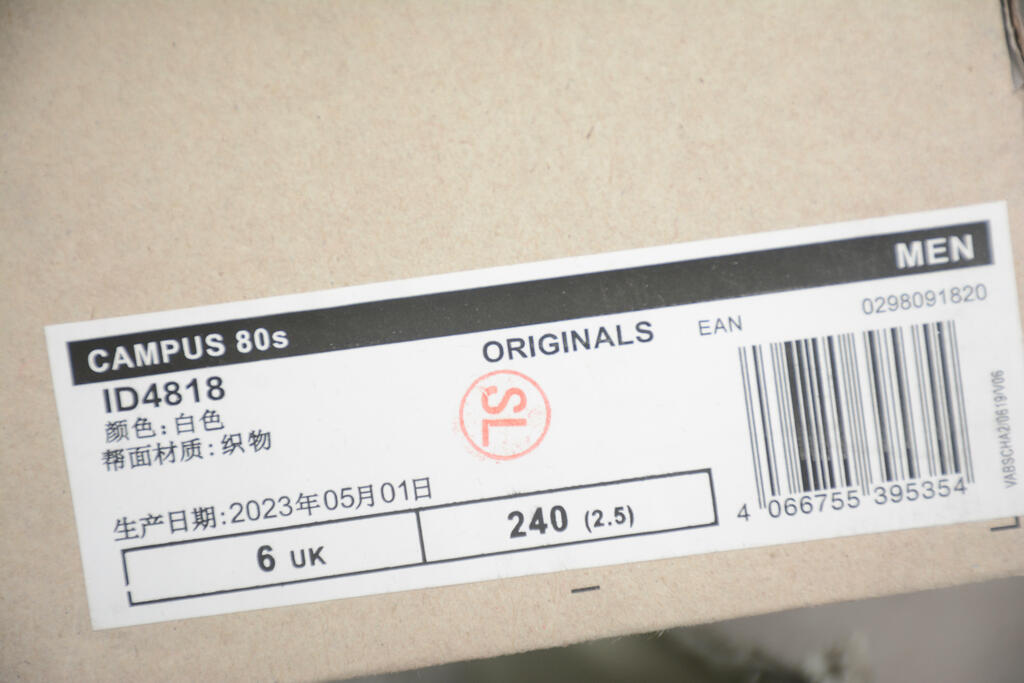 CAMPUS 80s
MEN
ID4818
ORIGINALS
EAN
0298091820
颜色：白色
帮面材质：织物
SL
生产日期：2023年05月01日
6 UK
240 (2.5)
4 066755 395354
VABSCHA2/0619/V06